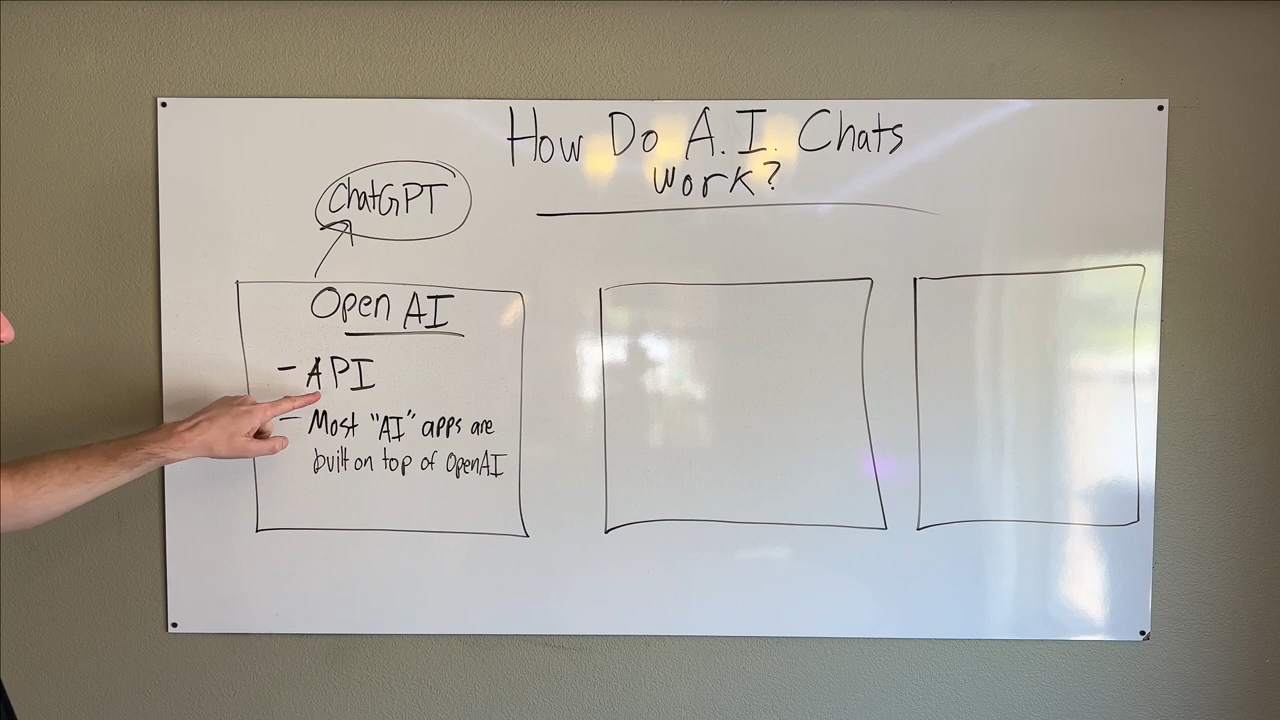 How Do A.I. Chats
Work?
ChatGPT
Open AI
- API
- Most "AI" apps are
built on top of OpenAI